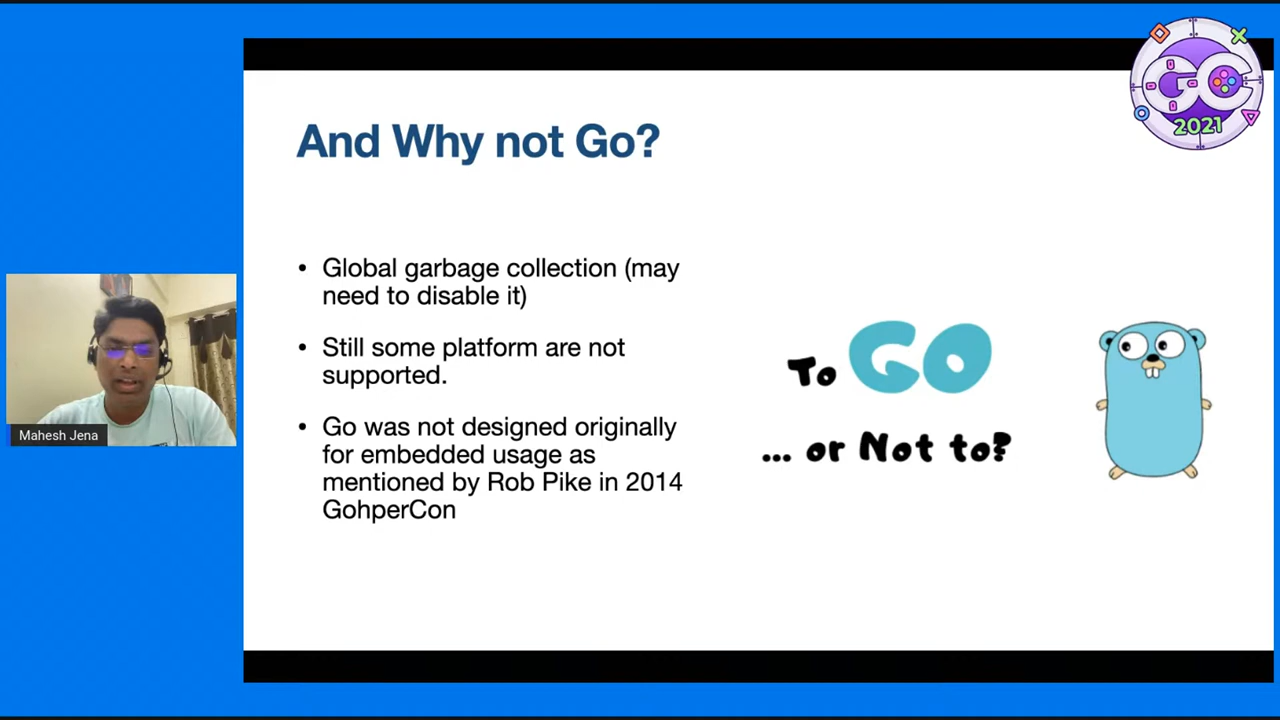 GC
2021
And Why not Go?
• Global garbage collection (may
need to disable it)
• Still some platform are not
supported.
• Go was not designed originally
for embedded usage as
mentioned by Rob Pike in 2014
GohperCon
To GO
... or Not to?
Mahesh Jena